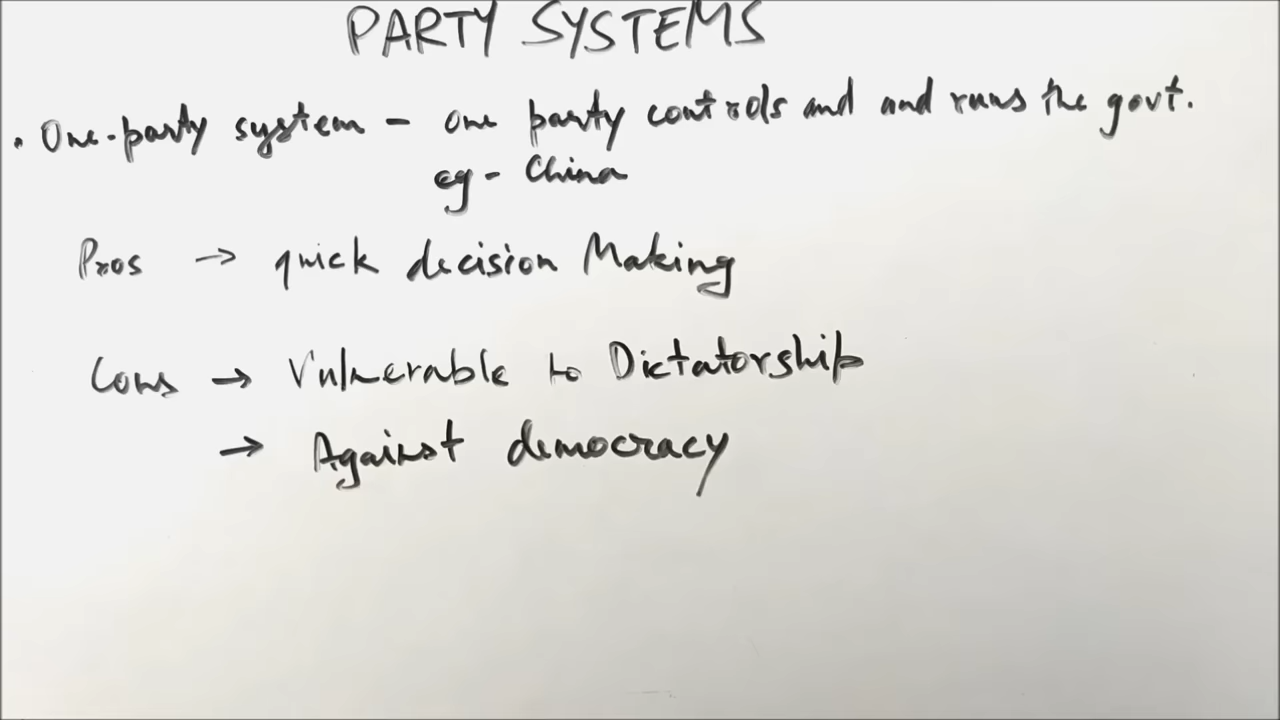 PARTY SYSTEMS
. One-party system - one party controls and and runs the govt.
eg - China
Pros → quick decision Making
Cons → Vulnerable to Dictatorship
→ Against democracy